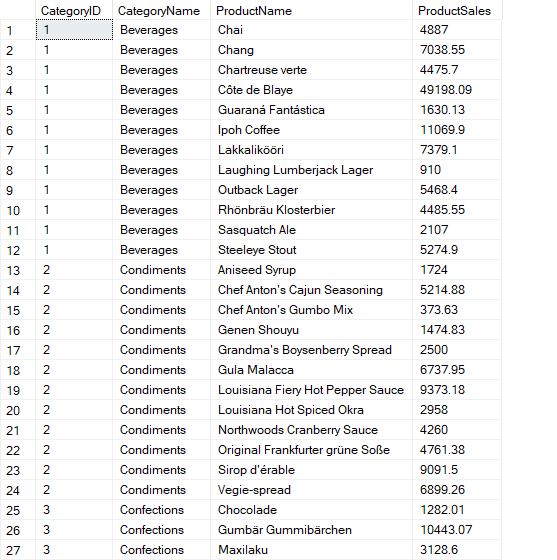 CategoryID CategoryName ProductName ProductSales
1 1 Beverages Chai 4887
2 1 Beverages Chang 7038.55
3 1 Beverages Chartreuse verte 4475.7
4 1 Beverages Côte de Blaye 49198.09
5 1 Beverages Guaraná Fantástica 1630.13
6 1 Beverages Ipoh Coffee 11069.9
7 1 Beverages Lakkalikööri 7379.1
8 1 Beverages Laughing Lumberjack Lager 910
9 1 Beverages Outback Lager 5468.4
10 1 Beverages Rhönbräu Klosterbier 4485.55
11 1 Beverages Sasquatch Ale 2107
12 1 Beverages Steeleye Stout 5274.9
13 2 Condiments Aniseed Syrup 1724
14 2 Condiments Chef Anton's Cajun Seasoning 5214.88
15 2 Condiments Chef Anton's Gumbo Mix 373.63
16 2 Condiments Genen Shouyu 1474.83
17 2 Condiments Grandma's Boysenberry Spread 2500
18 2 Condiments Gula Malacca 6737.95
19 2 Condiments Louisiana Fiery Hot Pepper Sauce 9373.18
20 2 Condiments Louisiana Hot Spiced Okra 2958
21 2 Condiments Northwoods Cranberry Sauce 4260
22 2 Condiments Original Frankfurter grüne Soße 4761.38
23 2 Condiments Sirop d'érable 9091.5
24 2 Condiments Vegie-spread 6899.26
25 3 Confections Chocolade 1282.01
26 3 Confections Gumbär Gummibärchen 10443.07
27 3 Confections Maxilaku 3128.6